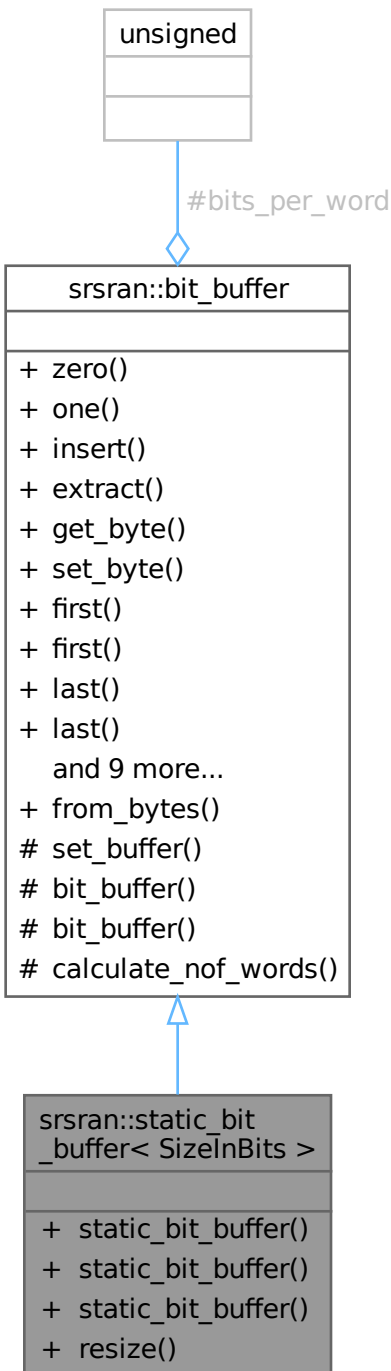 unsigned
#bits_per_word
srsran::bit_buffer
+ zero()
+ one()
+ insert()
+ extract()
+ get_byte()
+ set_byte()
+ first()
+ first()
+ last()
+ last()
and 9 more...
+ from_bytes()
# set_buffer()
# bit_buffer()
# bit_buffer()
# calculate_nof_words()
srsran::static_bit
_buffer< SizeInBits >
+ static_bit_buffer()
+ static_bit_buffer()
+ static_bit_buffer()
+ resize()